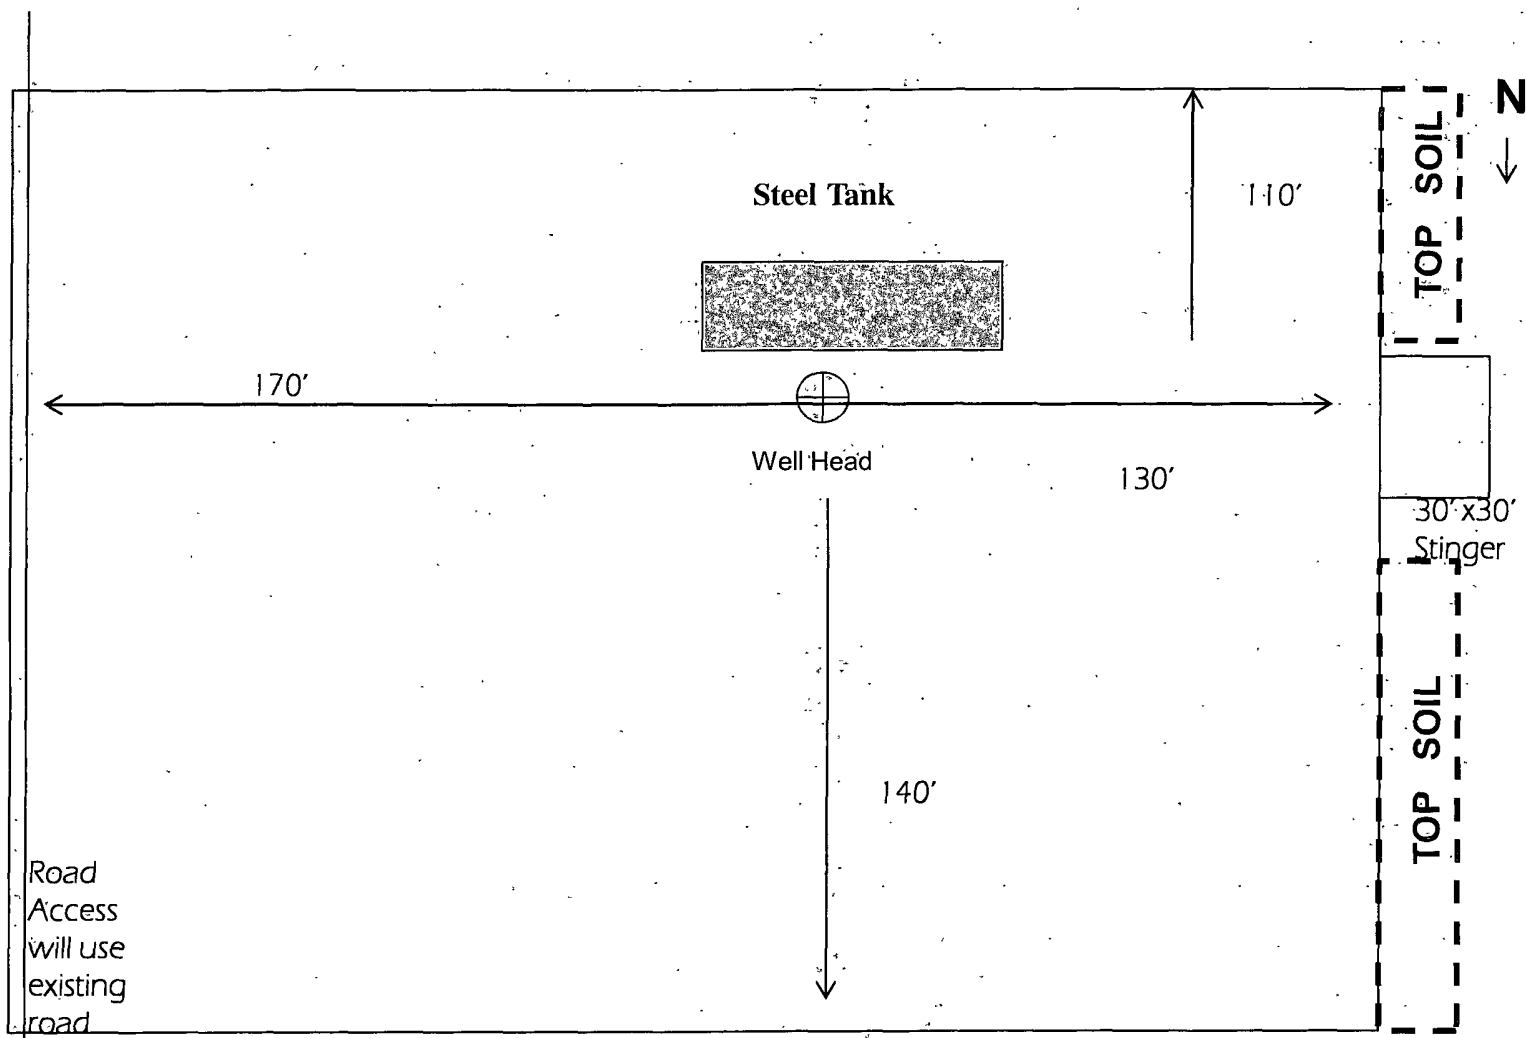 N
TOP SOIL
Steel Tank
110'
170'
Well Head
130'
30'x30'
Stinger
TOP SOIL
140'
Road
Access
will use
existing
road